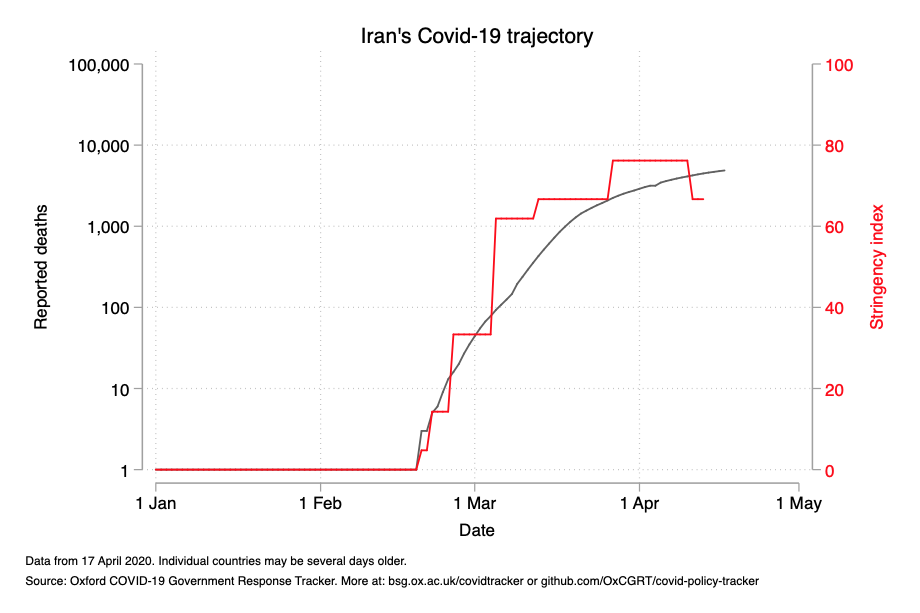 Iran's Covid-19 trajectory
100,000
10,000
1,000
100
10
1
Reported deaths
100
80
60
40
20
0
Stringency index
1 Jan
1 Feb
1 Mar
1 Apr
1 May
Date
Data from 17 April 2020. Individual countries may be several days older.
Source: Oxford COVID-19 Government Response Tracker. More at: bsg.ox.ac.uk/covidtracker or github.com/OxCGRT/covid-policy-tracker